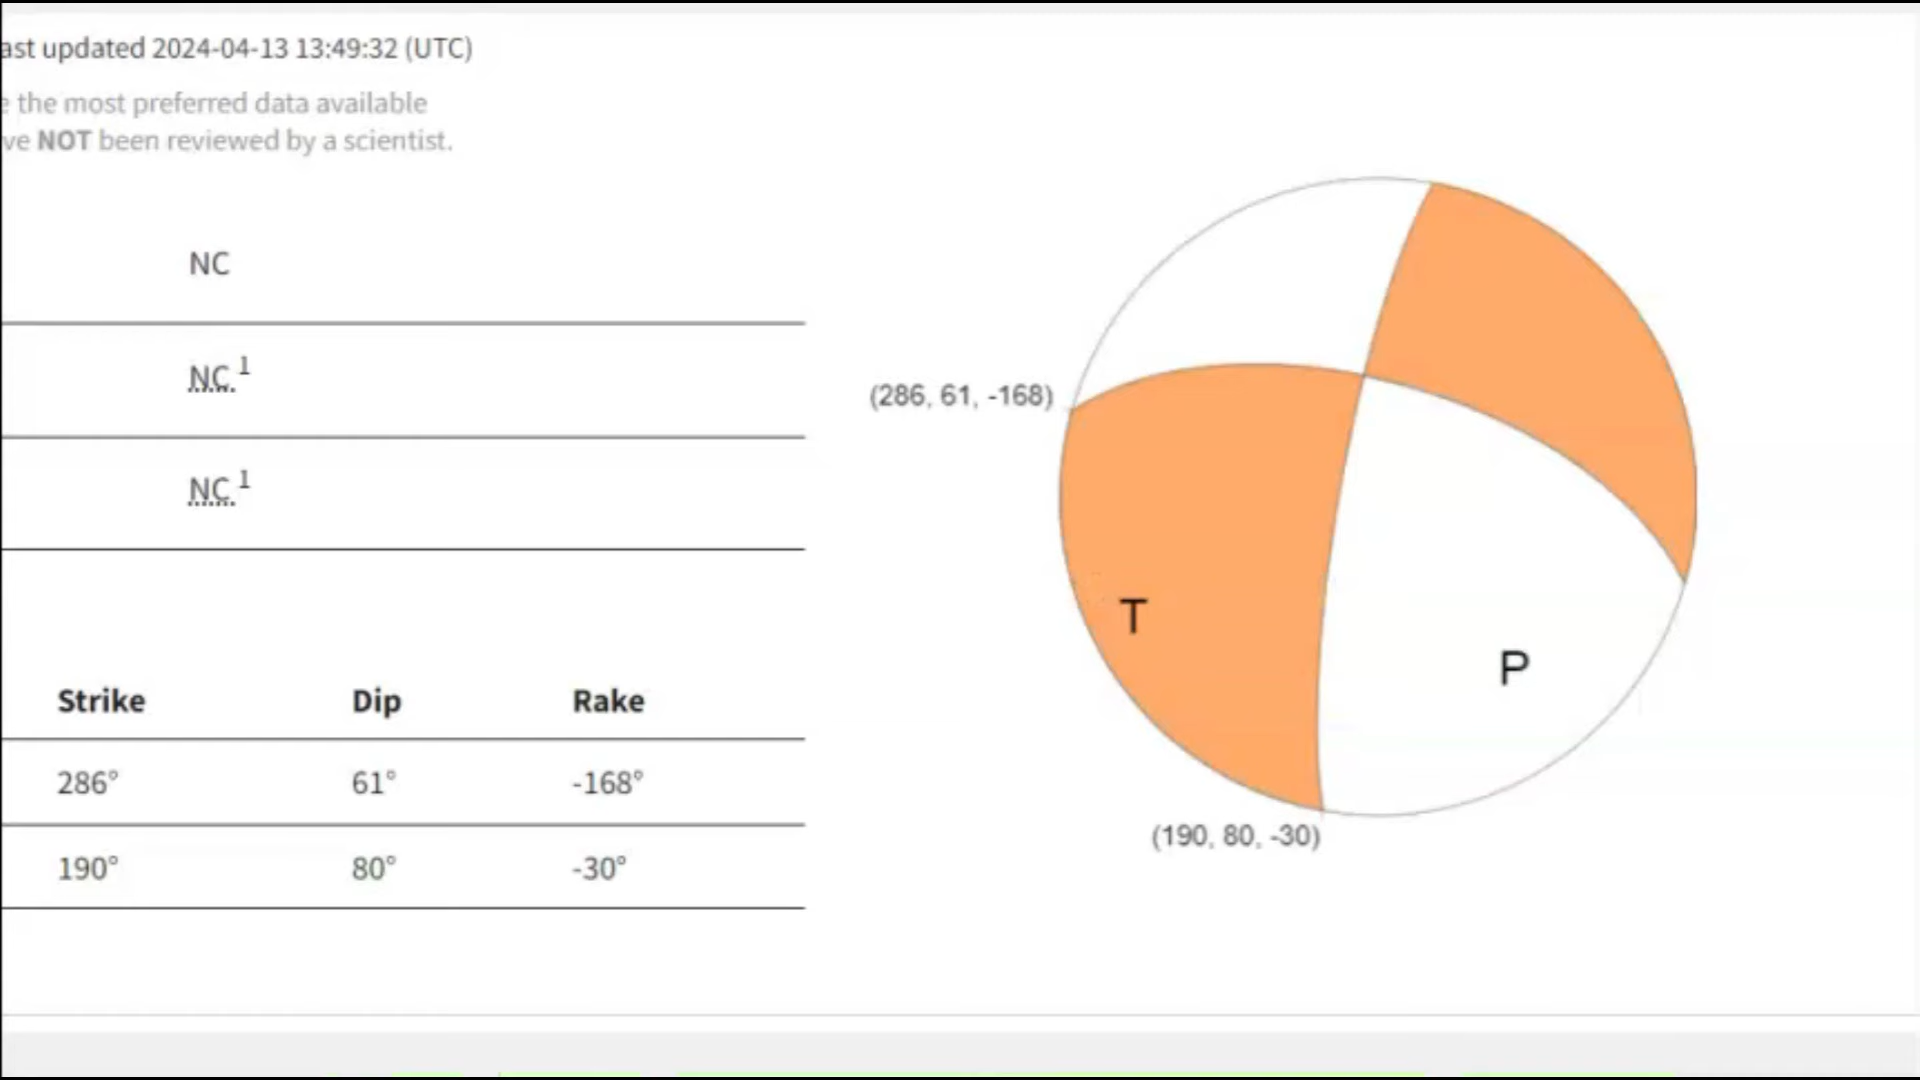 ast updated 2024-04-13 13:49:32 (UTC)
e the most preferred data available
ve NOT been reviewed by a scientist.
NC
NC 1
NC 1
(286, 61, -168)
T
P
Strike Dip Rake
286° 61° -168°
190° 80° -30°
(190, 80, -30)